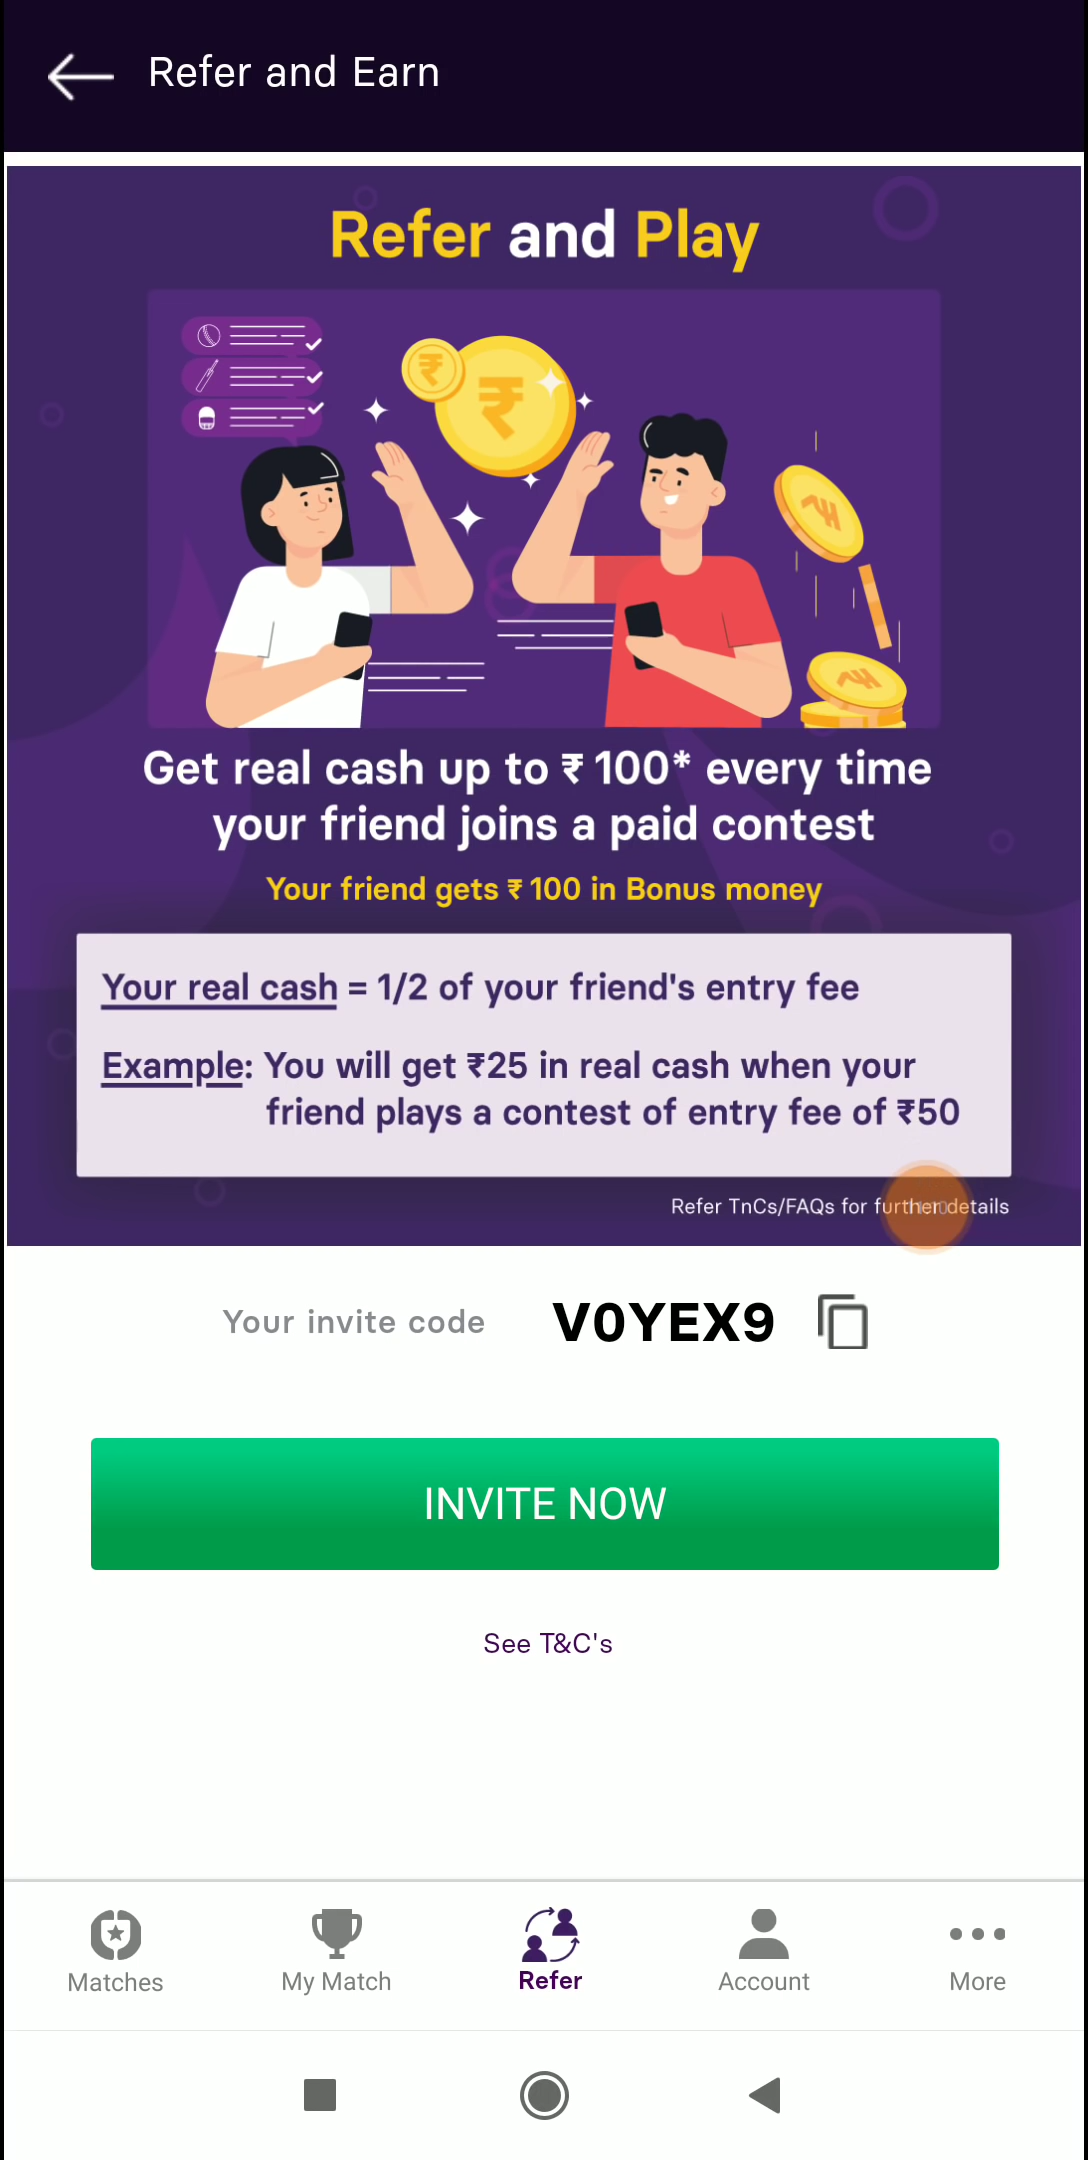 Refer and Earn
Refer and Play
Get real cash up to ₹ 100* every time
your friend joins a paid contest
Your friend gets ₹ 100 in Bonus money
Your real cash = 1/2 of your friend's entry fee
Example: You will get ₹25 in real cash when your
friend plays a contest of entry fee of ₹50
Refer TnCs/FAQs for further details
Your invite code V0YEX9
INVITE NOW
See T&C's
Matches My Match Refer Account More